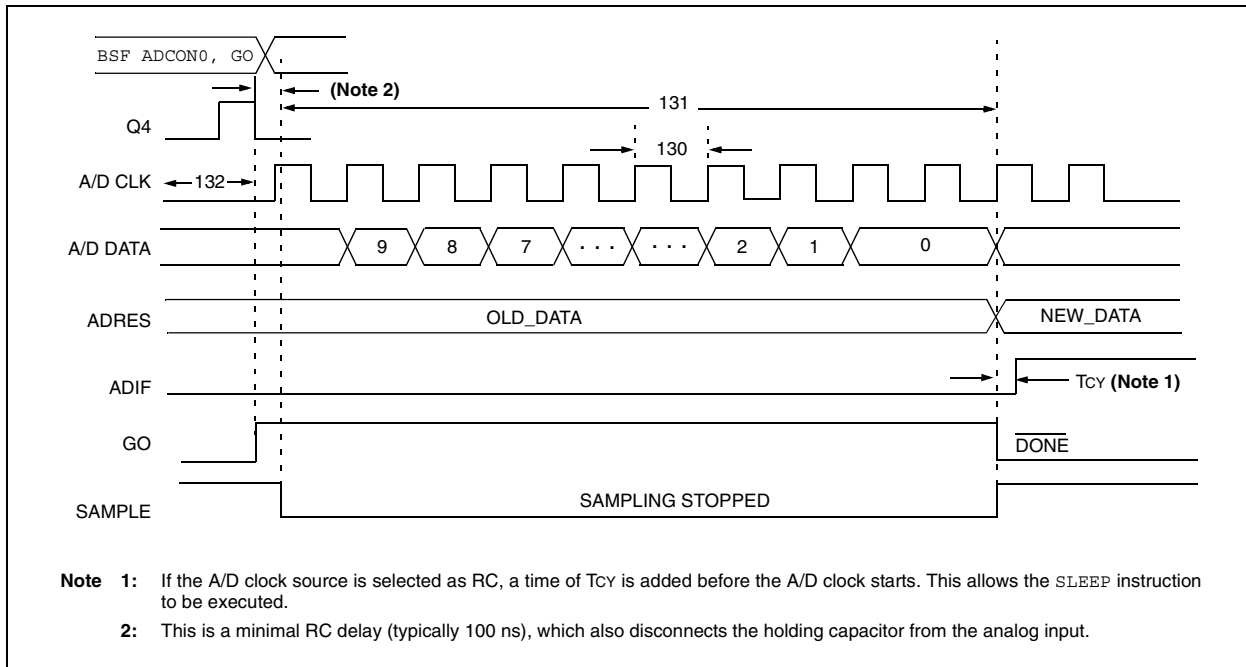 BSF ADCON0, GO
(Note 2)
131
Q4
130
A/D CLK
132
A/D DATA
9 8 7 . . . . . . 2 1 0
ADRES
OLD_DATA
NEW_DATA
ADIF
TCY (Note 1)
GO
DONE
SAMPLE
SAMPLING STOPPED
Note 1: If the A/D clock source is selected as RC, a time of TCY is added before the A/D clock starts. This allows the SLEEP instruction
to be executed.
2: This is a minimal RC delay (typically 100 ns), which also disconnects the holding capacitor from the analog input.